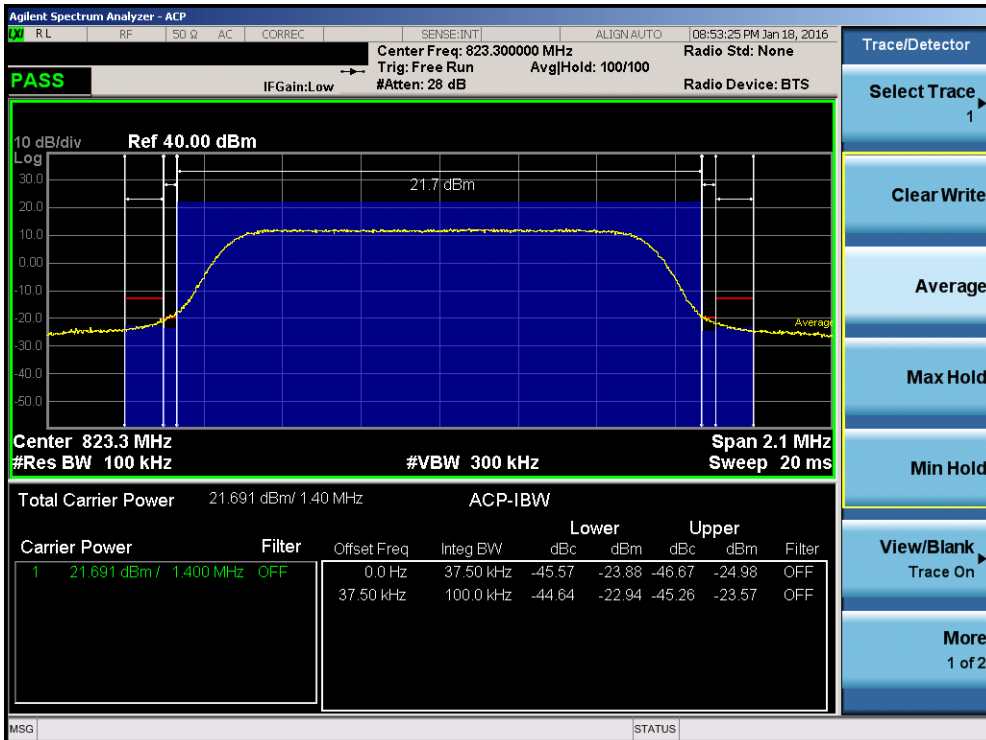 Agilent Spectrum Analyzer - ACP
LXI RL RF 50 Ω AC CORREC SENSE:INT ALIGN AUTO 08:53:25 PM Jan 18, 2016
Center Freq: 823.300000 MHz Radio Std: None
Trig: Free Run Avg|Hold: 100/100
PASS IFGain:Low #Atten: 28 dB Radio Device: BTS
10 dB/div Ref 40.00 dBm
Log
30.0
21.7 dBm
20.0
10.0
0.00
-10.0
-20.0
Average
-30.0
-40.0
-50.0
Center 823.3 MHz Span 2.1 MHz
#Res BW 100 kHz #VBW 300 kHz Sweep 20 ms
Total Carrier Power 21.691 dBm/ 1.40 MHz ACP-IBW
Lower Upper
Carrier Power Filter Offset Freq Integ BW dBc dBm dBc dBm Filter
1 21.691 dBm / 1.400 MHz OFF 0.0 Hz 37.50 kHz -45.57 -23.88 -46.67 -24.98 OFF
37.50 kHz 100.0 kHz -44.64 -22.94 -45.26 -23.57 OFF
MSG STATUS
Trace/Detector
Select Trace
1
Clear Write
Average
Max Hold
Min Hold
View/Blank
Trace On
More
1 of 2